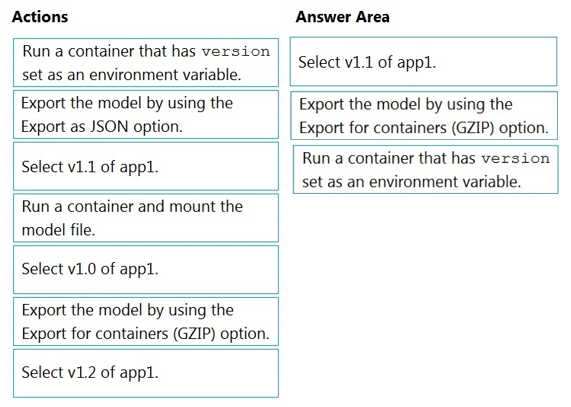 Actions
Run a container that has version
set as an environment variable.
Export the model by using the
Export as JSON option.
Select v1.1 of app1.
Run a container and mount the
model file.
Select v1.0 of app1.
Export the model by using the
Export for containers (GZIP) option.
Select v1.2 of app1.
Answer Area
Select v1.1 of app1.
Export the model by using the
Export for containers (GZIP) option.
Run a container that has version
set as an environment variable.